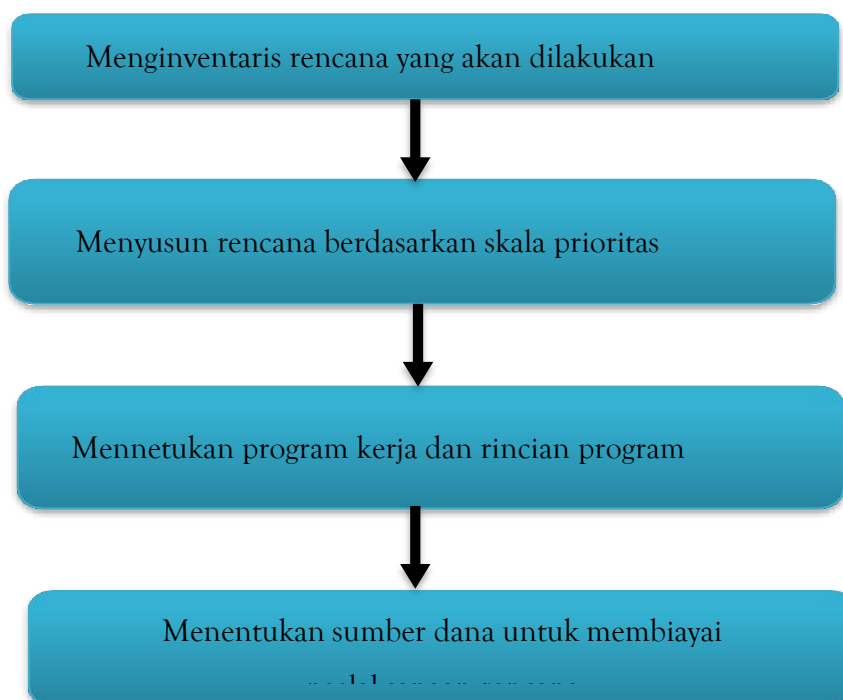 Menginventaris rencana yang akan dilakukan
Menyusun rencana berdasarkan skala prioritas
Mennetukan program kerja dan rincian program
Menentukan sumber dana untuk membiayai